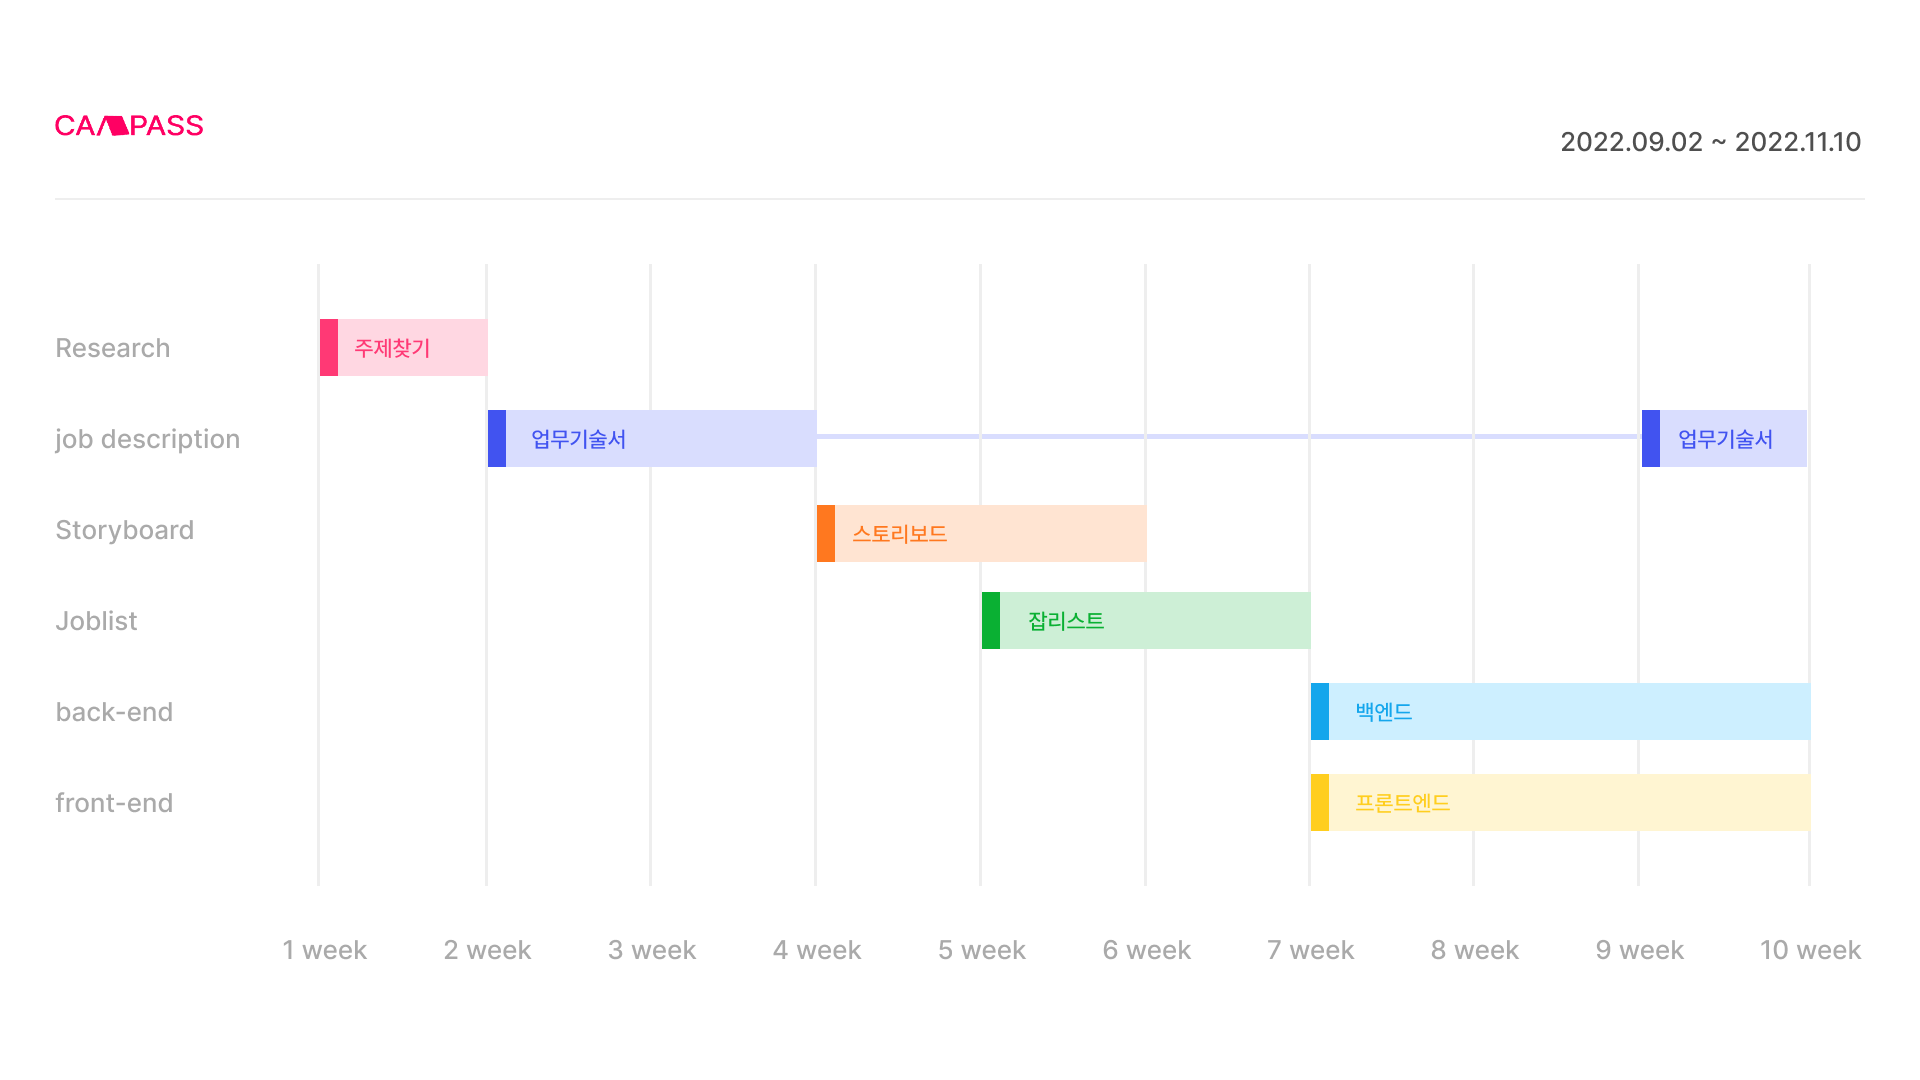 CAMPASS
2022.09.02 ~ 2022.11.10
Research
주제찾기
job description
업무기술서
업무기술서
Storyboard
스토리보드
Joblist
잡리스트
back-end
백엔드
front-end
프론트엔드
1 week
2 week
3 week
4 week
5 week
6 week
7 week
8 week
9 week
10 week